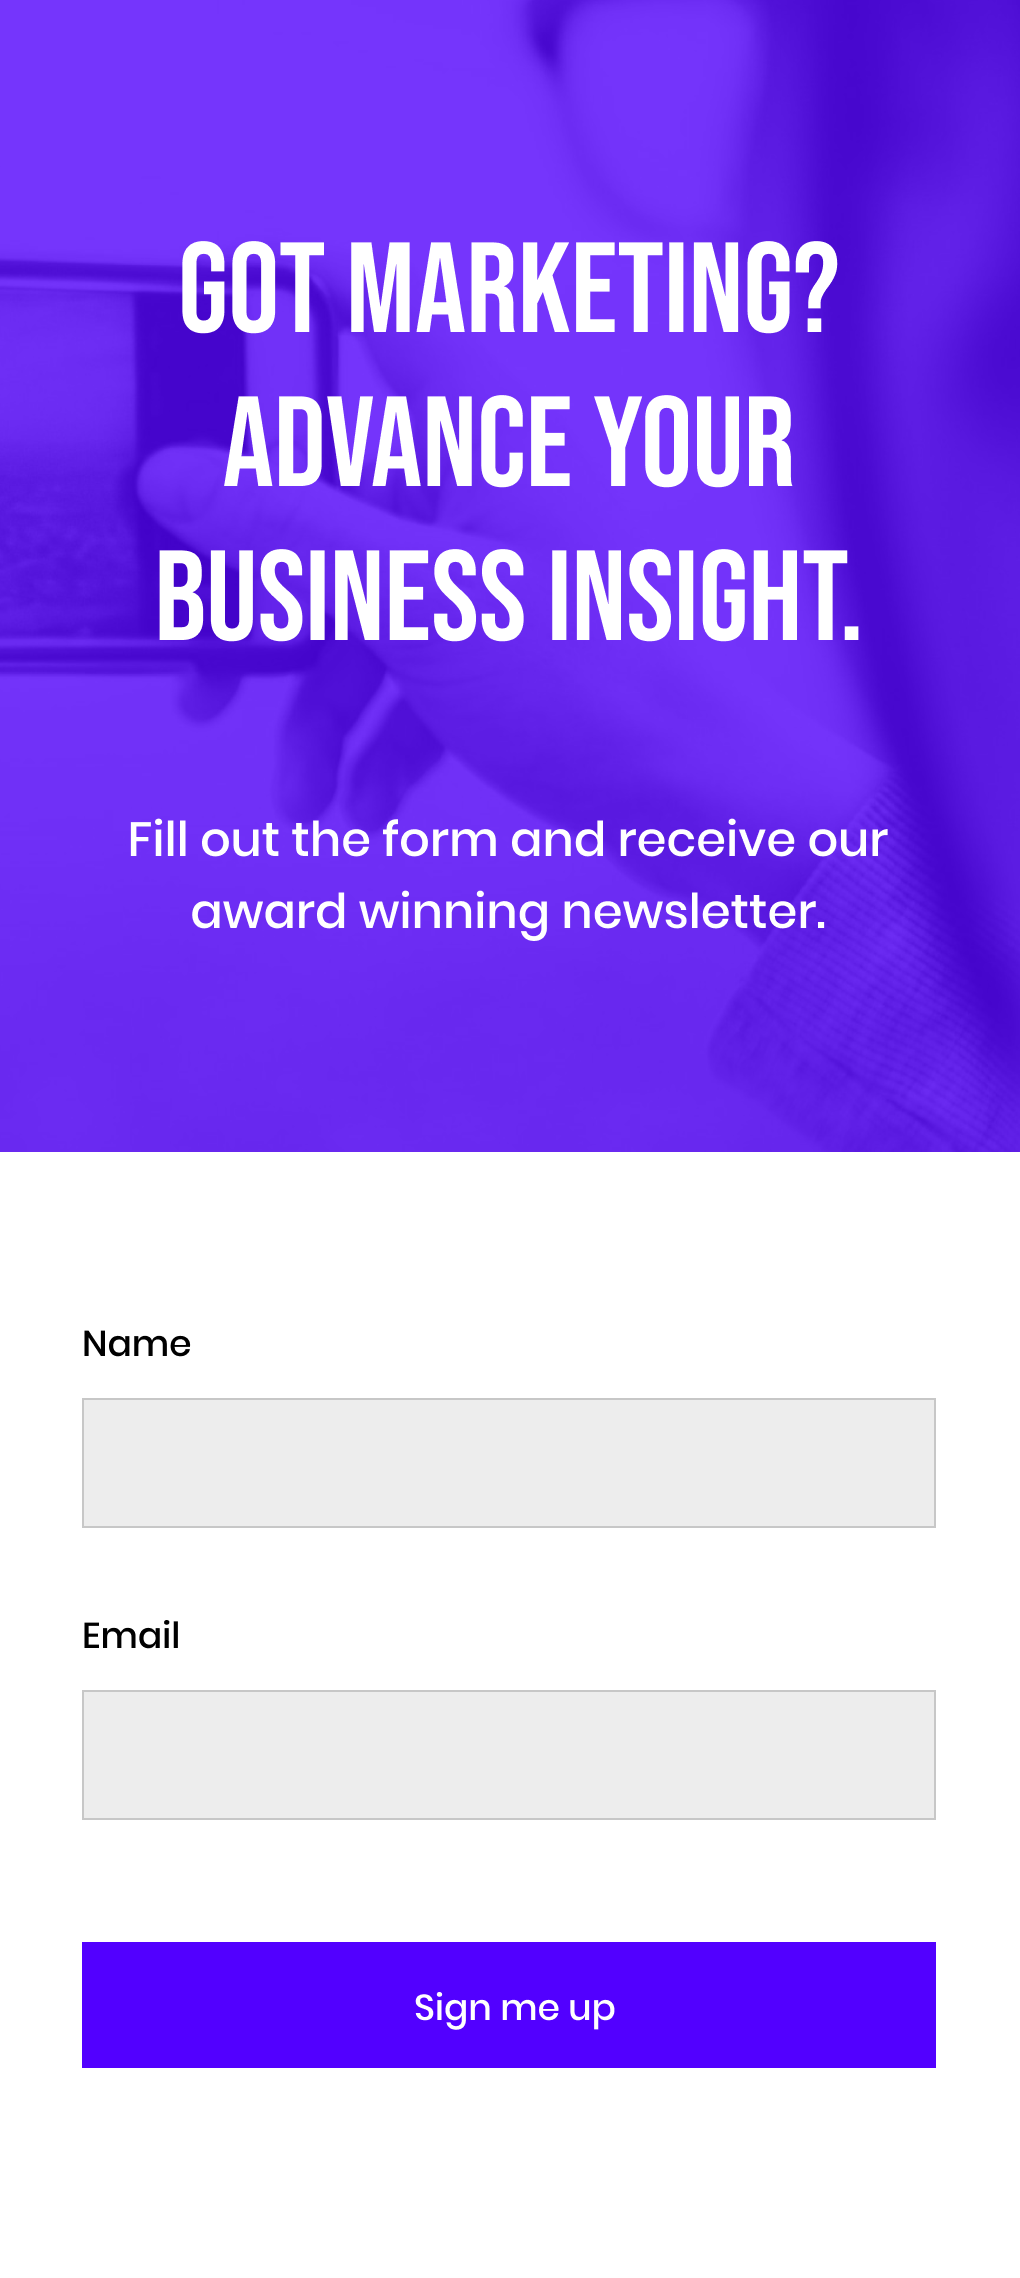 GOT MARKETING?
ADVANCE YOUR
BUSINESS INSIGHT.
Fill out the form and receive our
award winning newsletter.
Name
Email
Sign me up